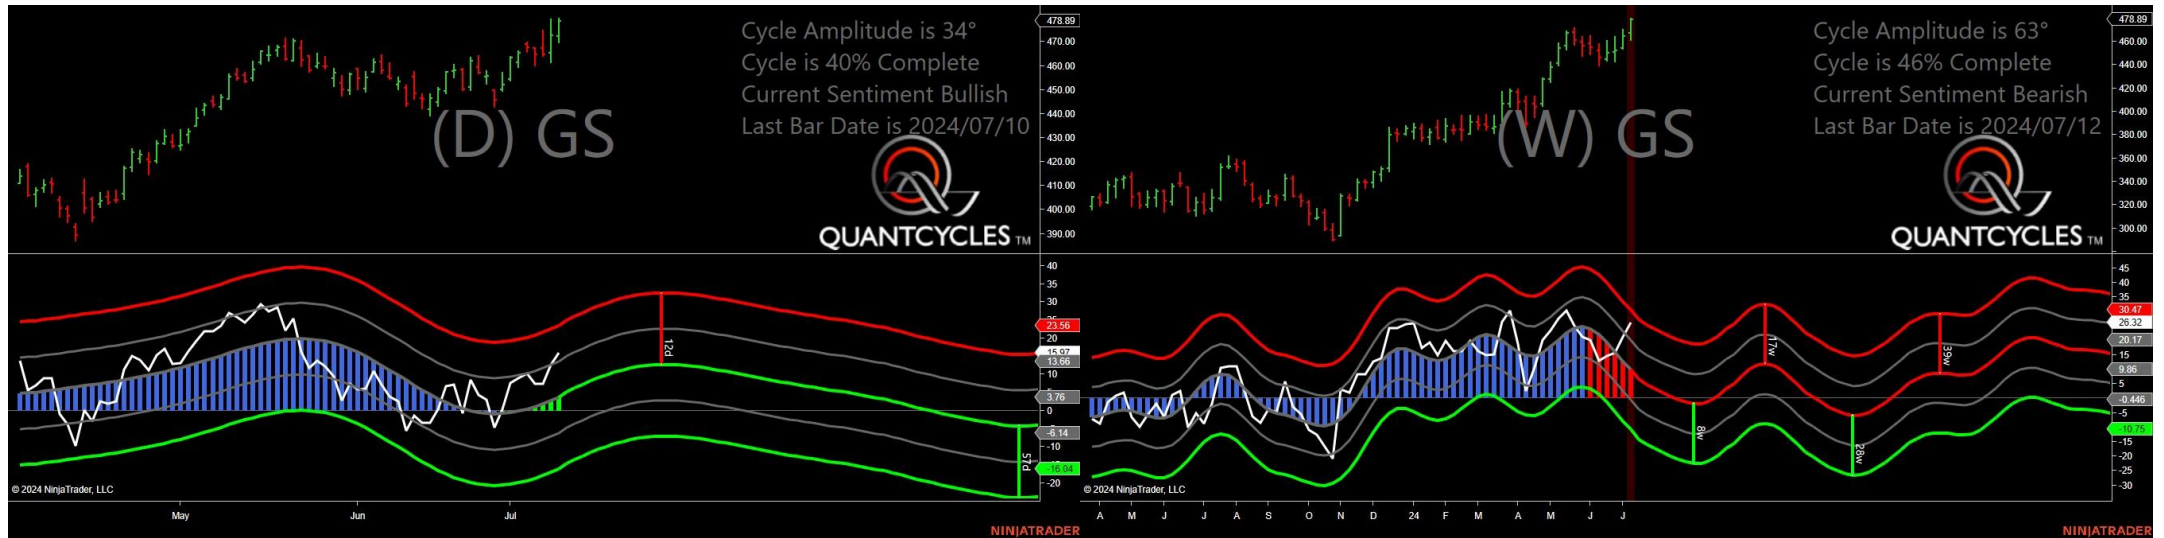 Cycle Amplitude is 34°
Cycle is 40% Complete
Current Sentiment Bullish
Last Bar Date is 2024/07/10
(D) GS
QUANTCYCLES TM
478.89
470.00
460.00
450.00
440.00
430.00
420.00
410.00
400.00
390.00
40
35
30
25
23.56
20
15.97
13.66
10
5
3.76
0
-6.14
-10
-16.04
-20
12d
57d
© 2024 NinjaTrader, LLC
May Jun Jul
NINJATRADER
Cycle Amplitude is 63°
Cycle is 46% Complete
Current Sentiment Bearish
Last Bar Date is 2024/07/12
(W) GS
QUANTCYCLES TM
478.89
460.00
440.00
420.00
400.00
380.00
360.00
340.00
320.00
300.00
45
40
35
30.47
26.32
20.17
15
9.86
5
-0.446
-5
-10.75
-15
-20
-25
-30
17w
39w
8w
28w
© 2024 NinjaTrader, LLC
A M J J A S O N D 24 F M A M J J
NINJATRADER